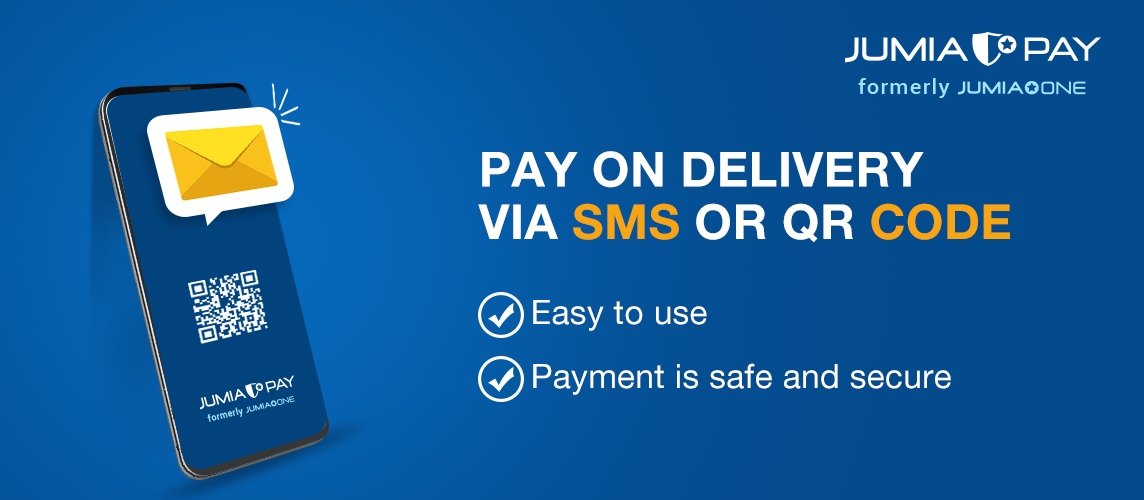 JUMIA PAY
formerly JUMIA ONE
PAY ON DELIVERY
VIA SMS OR QR CODE
Easy to use
Payment is safe and secure
JUMIA PAY
formerly JUMIA ONE